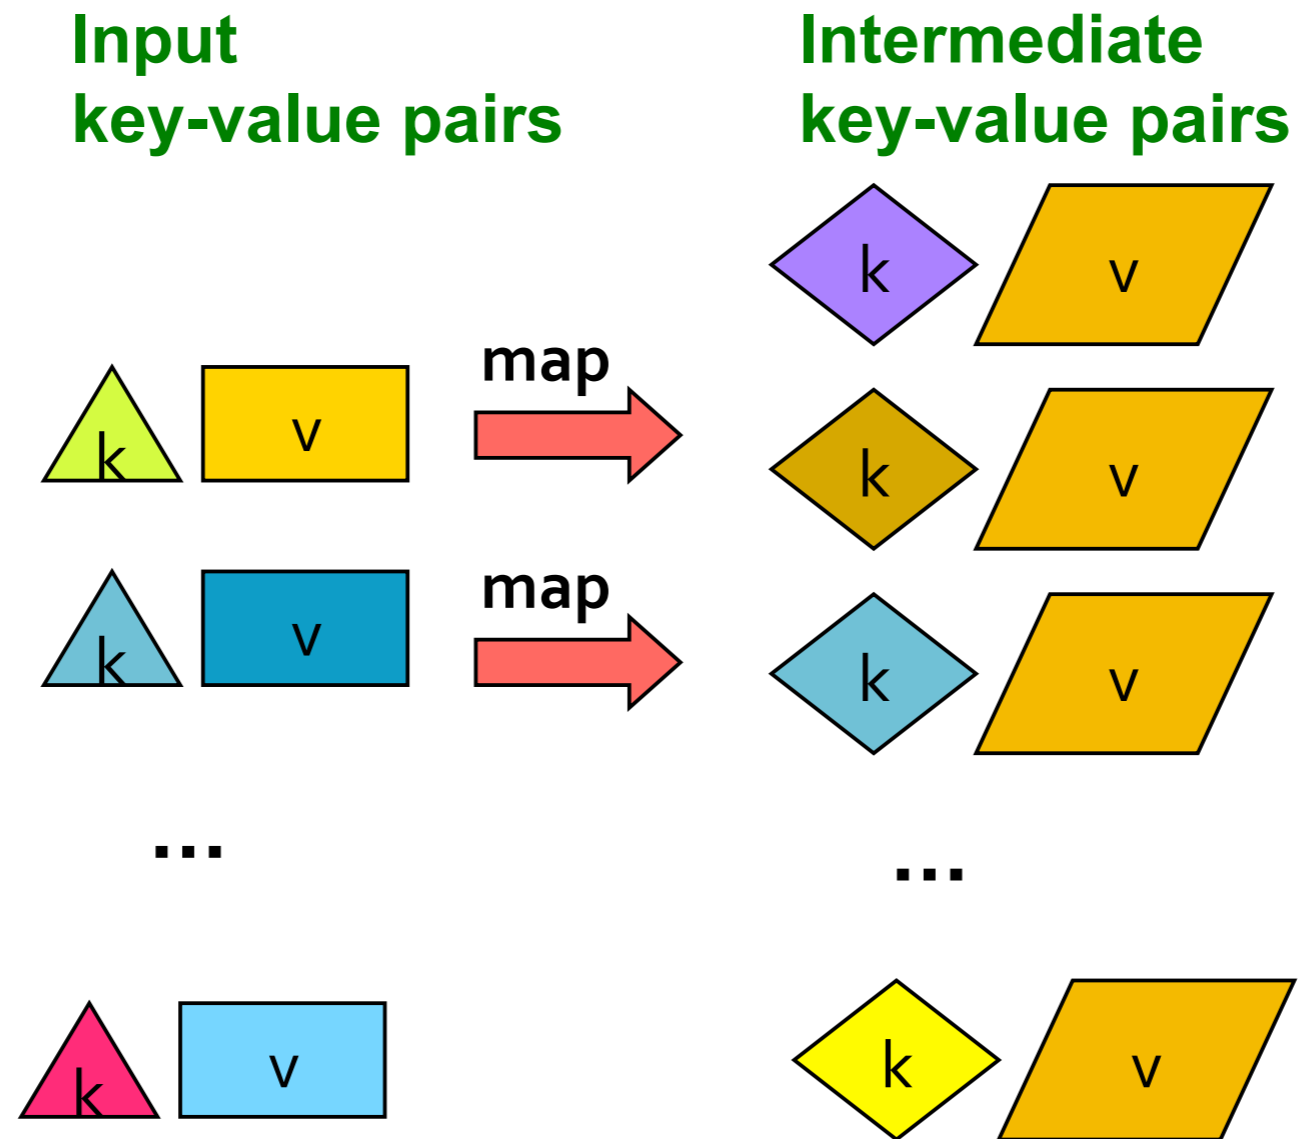 Input
key-value pairs
Intermediate
key-value pairs
k v
map
k v
k v
map
k v
k v
...
...
k v
k v